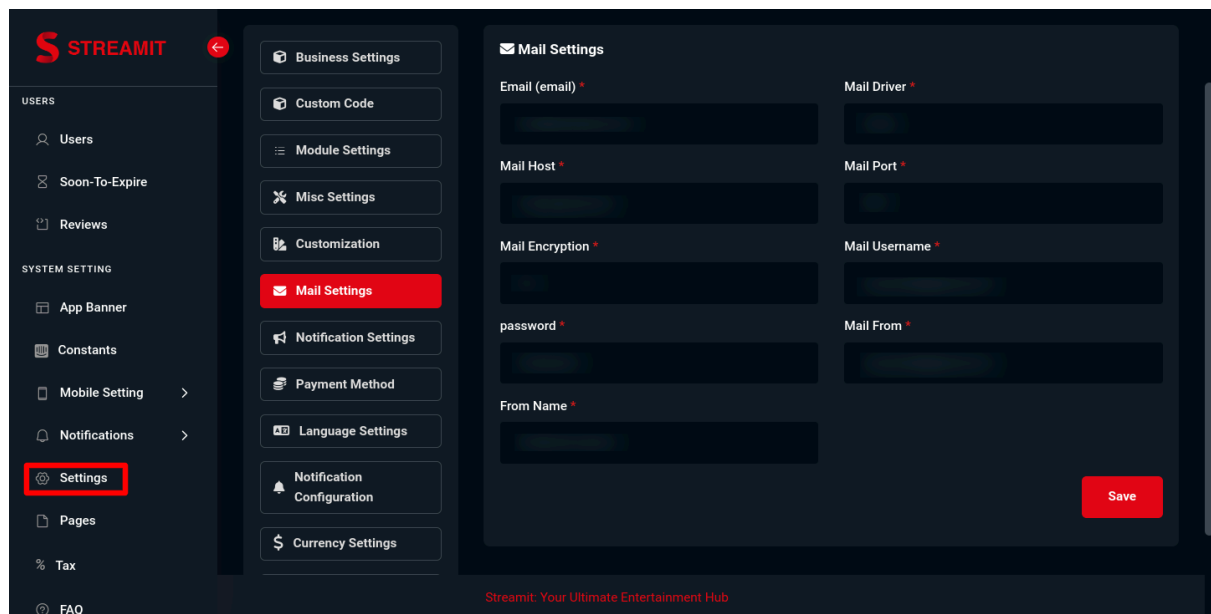 STREAMIT
USERS
Users
Soon-To-Expire
Reviews
SYSTEM SETTING
App Banner
Constants
Mobile Setting
Notifications
Settings
Pages
% Tax
FAQ
Business Settings
Custom Code
Module Settings
Misc Settings
Customization
Mail Settings
Notification Settings
Payment Method
Language Settings
Notification
Configuration
$ Currency Settings
Mail Settings
Email (email) *
Mail Driver *
Mail Host *
Mail Port *
Mail Encryption *
Mail Username *
password *
Mail From *
From Name *
Save
Streamit: Your Ultimate Entertainment Hub